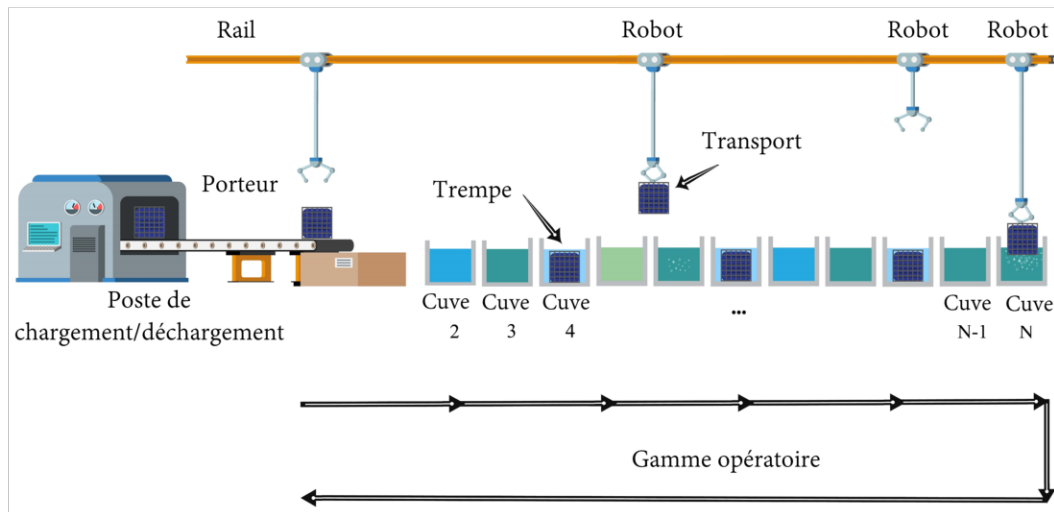 Rail
Robot
Robot
Robot
Transport
Porteur
Trempe
Poste de
chargement/déchargement
Cuve
2
Cuve
3
Cuve
4
...
Cuve
N-1
Cuve
N
Gamme opératoire